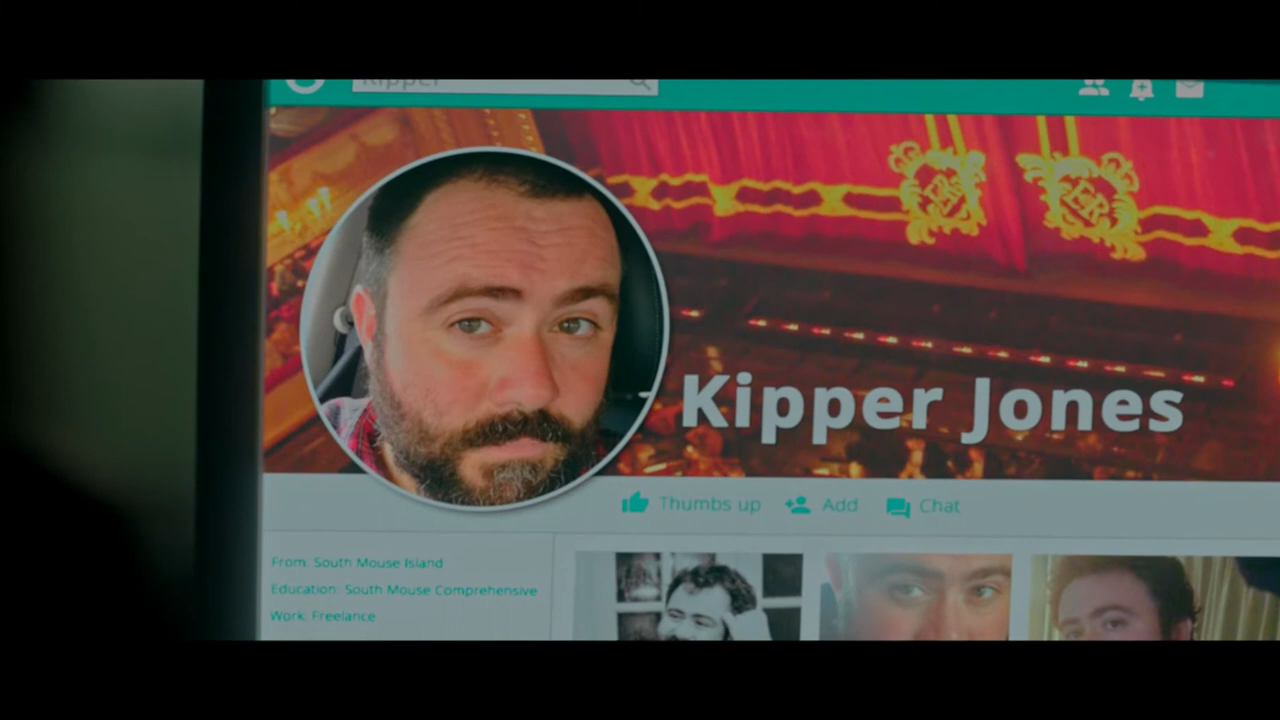 Kipper
Kipper Jones
Thumbs up Add Chat
From: South Mouse Island
Education: South Mouse Comprehensive
Work: Freelance